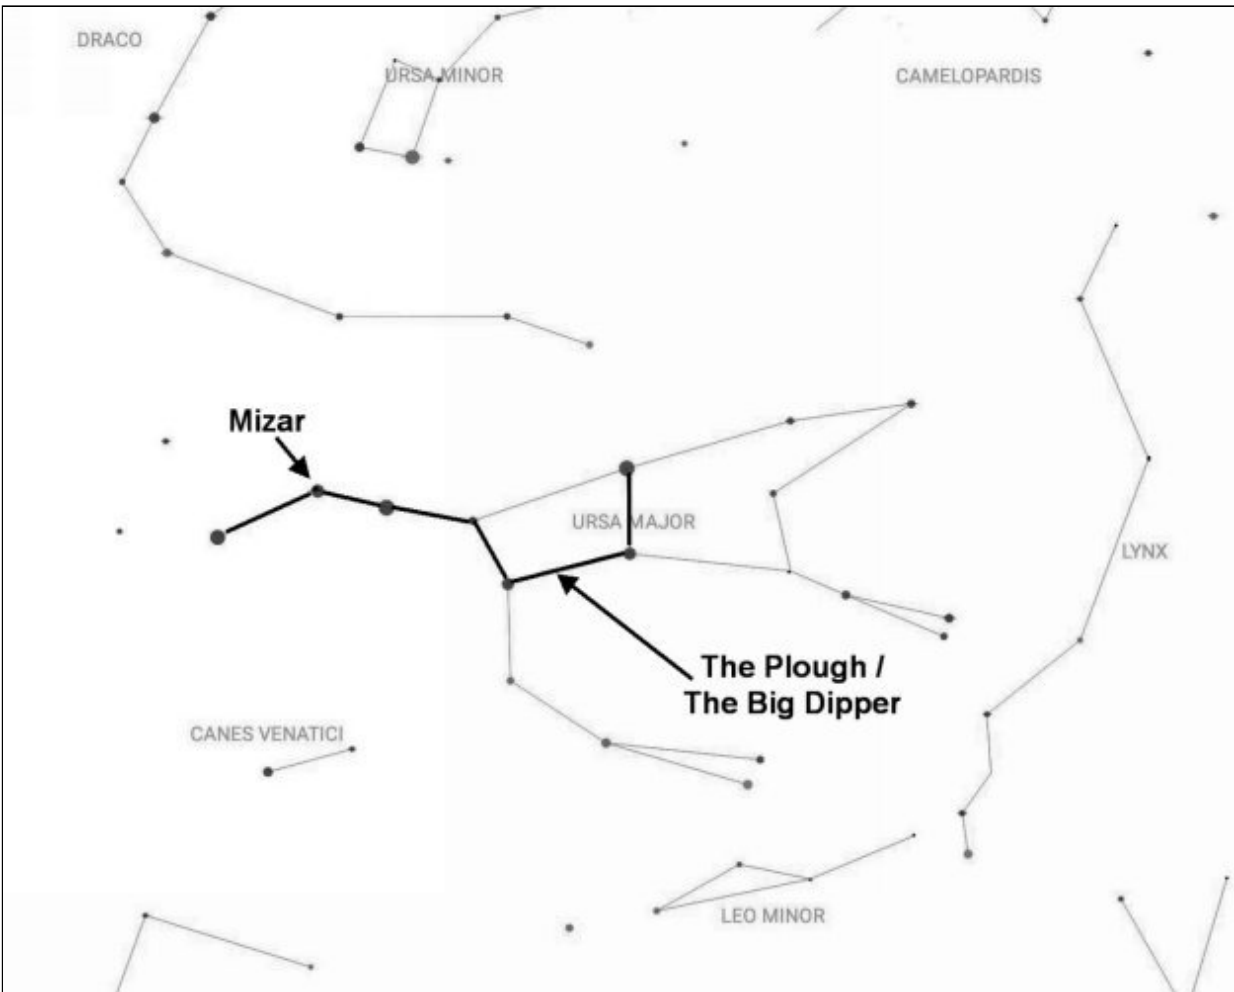 DRACO
URSA MINOR
CAMELOPARDIS
Mizar
URSA MAJOR
LYNX
The Plough /
The Big Dipper
CANES VENATICI
LEO MINOR